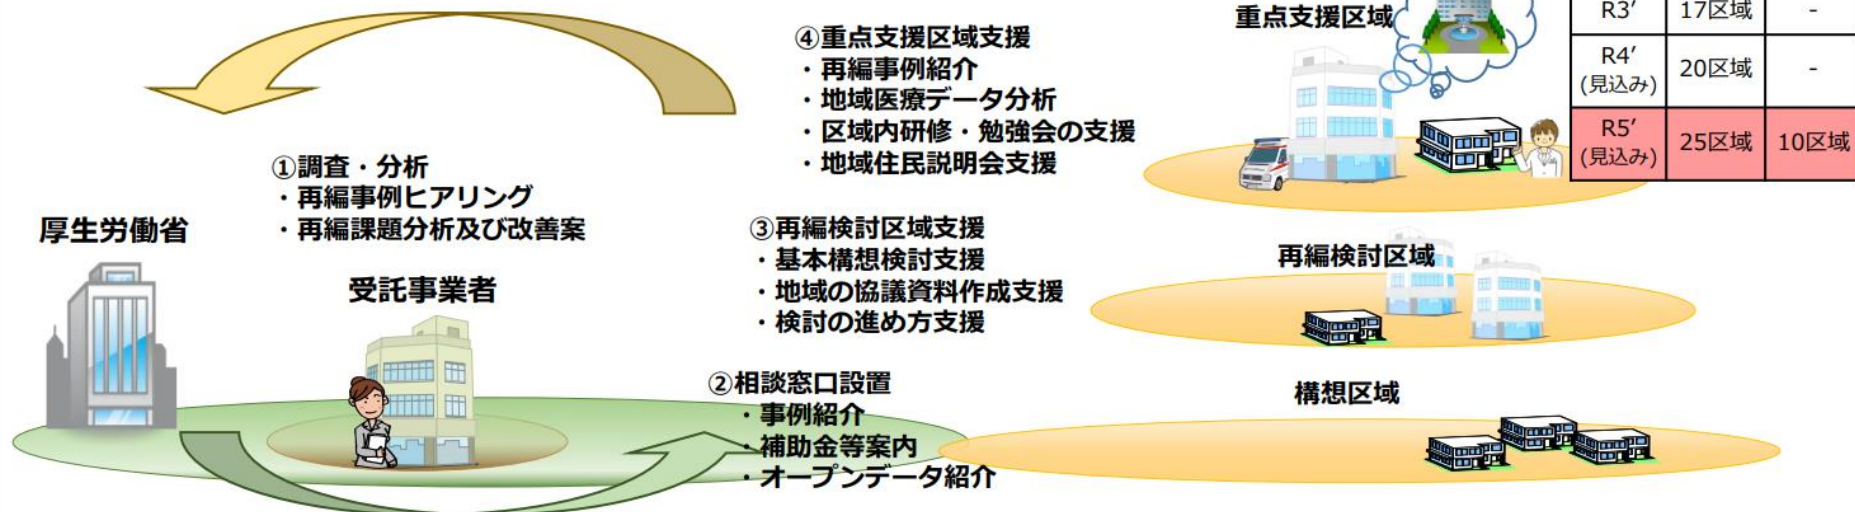 厚生労働省
①調査・分析
・再編事例ヒアリング
・再編課題分析及び改善案
受託事業者
④重点支援区域支援
・再編事例紹介
・地域医療データ分析
・区域内研修・勉強会の支援
・地域住民説明会支援
③再編検討区域支援
・基本構想検討支援
・地域の協議資料作成支援
・検討の進め方支援
②相談窓口設置
・事例紹介
・補助金等案内
・オープンデータ紹介
重点支援区域
再編検討区域
構想区域
R3′ 17区域 -
R4′
(見込み) 20区域 -
R5′
(見込み) 25区域 10区域